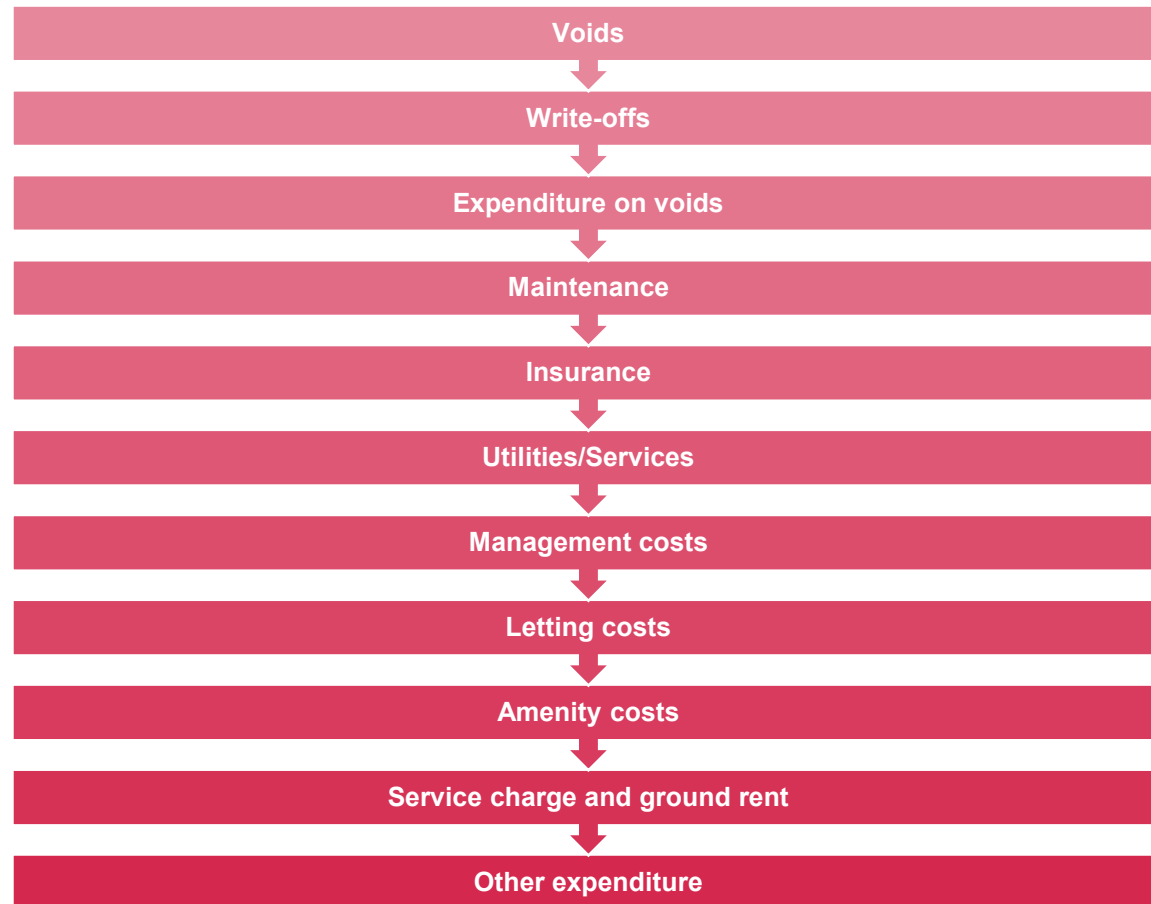 Voids
Write-offs
Expenditure on voids
Maintenance
Insurance
Utilities/Services
Management costs
Letting costs
Amenity costs
Service charge and ground rent
Other expenditure